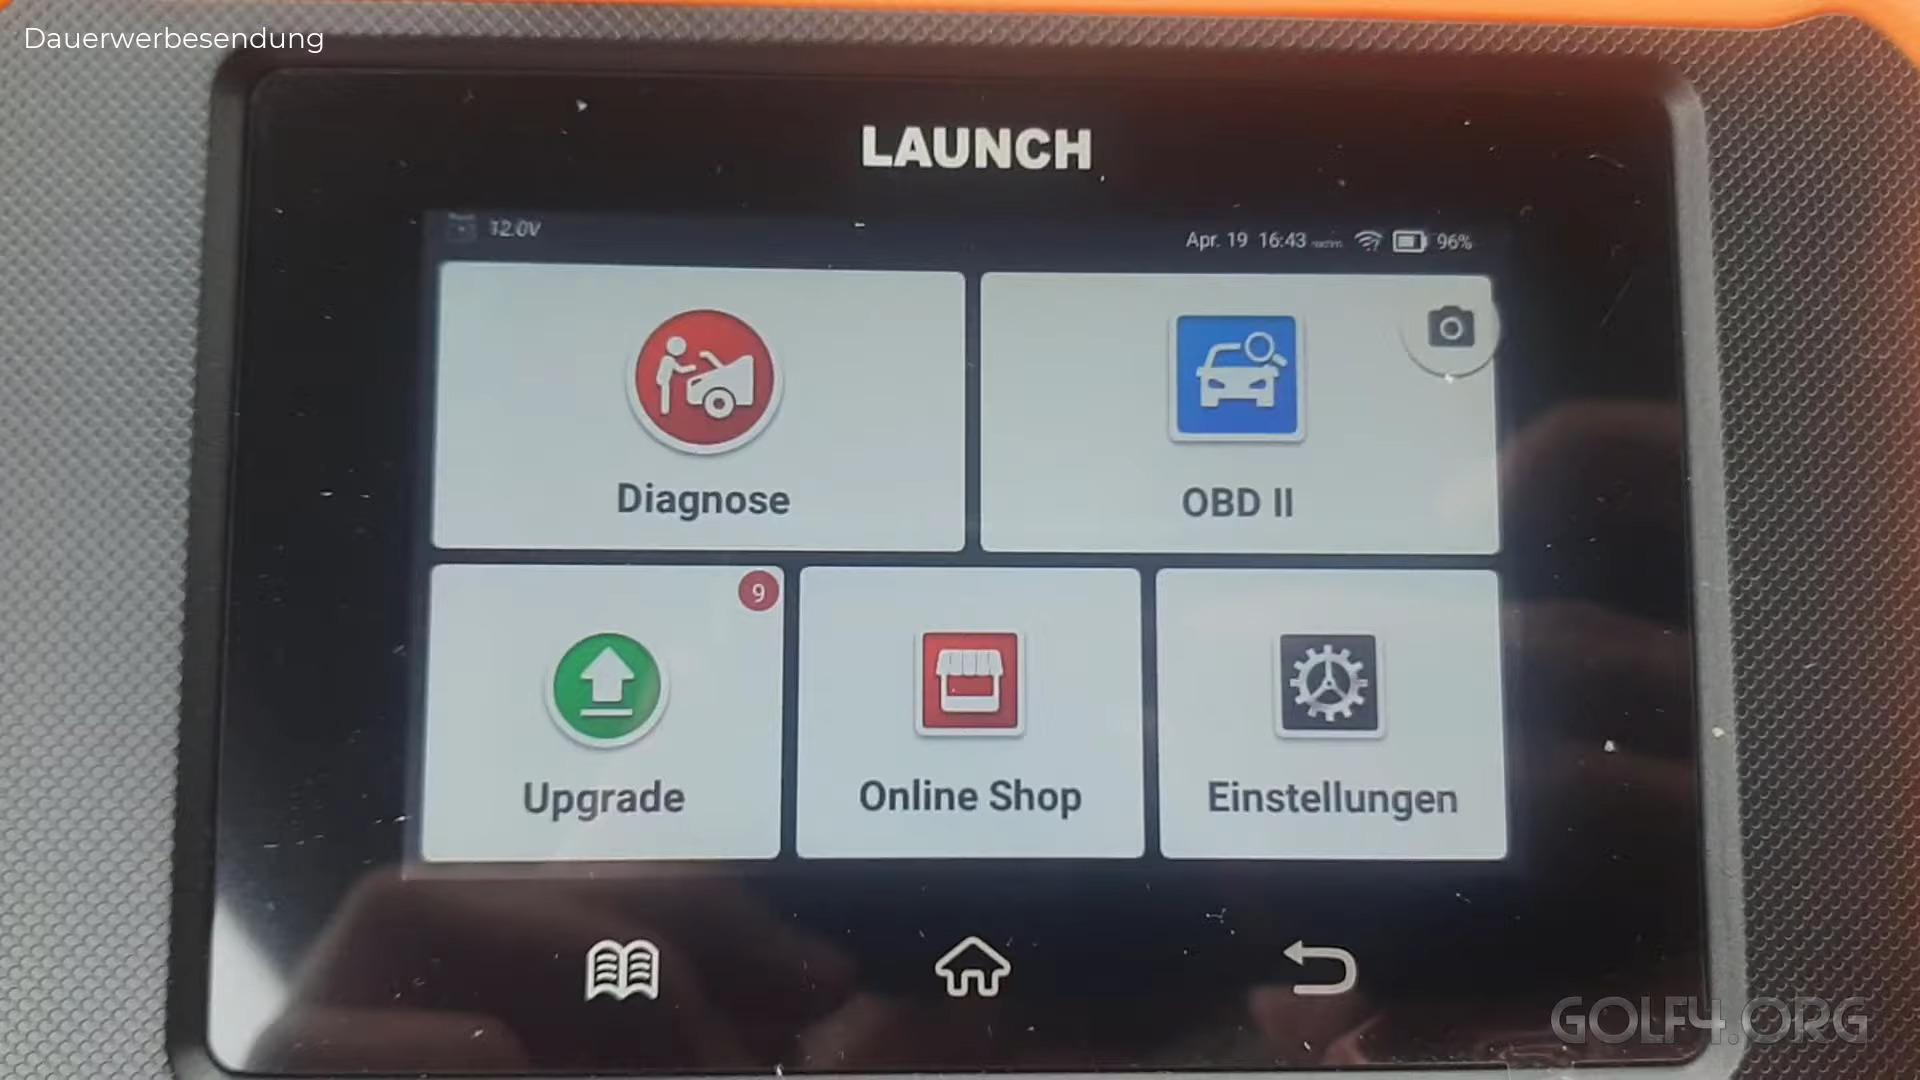 Dauerwerbesendung
LAUNCH
12.0V
Apr. 19 16:43
96%
Diagnose
OBD II
9
Upgrade
Online Shop
Einstellungen
GOLF4.ORG